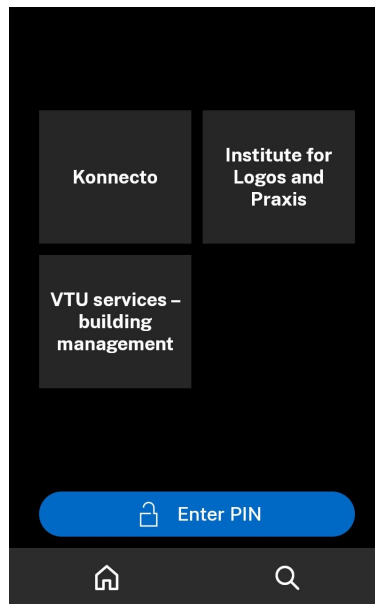 Konnecto
Institute for
Logos and
Praxis
VTU services –
building
management
Enter PIN